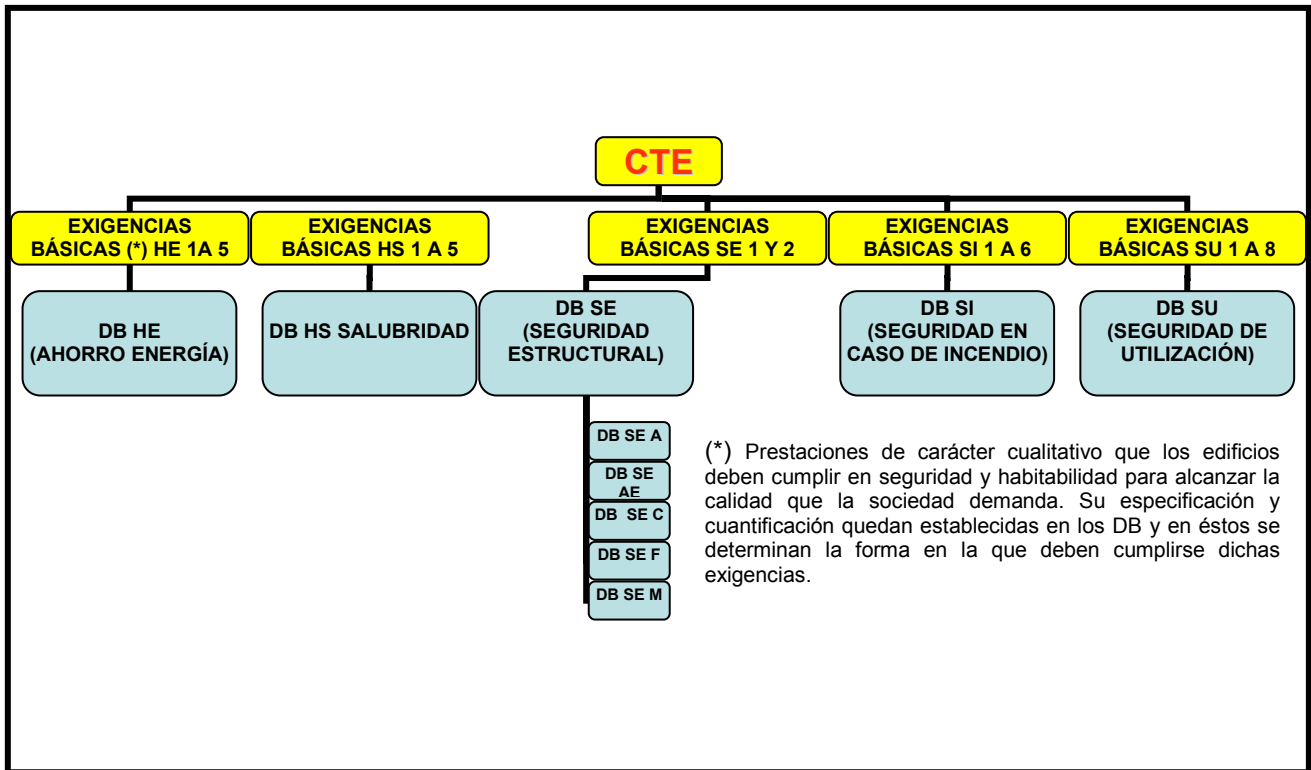 CTE
EXIGENCIAS
BÁSICAS (*) HE 1A 5
EXIGENCIAS
BÁSICAS HS 1 A 5
EXIGENCIAS
BÁSICAS SE 1 Y 2
EXIGENCIAS
BÁSICAS SI 1 A 6
EXIGENCIAS
BÁSICAS SU 1 A 8
DB HE
(AHORRO ENERGÍA)
DB HS SALUBRIDAD
DB SE
(SEGURIDAD
ESTRUCTURAL)
DB SI
(SEGURIDAD EN
CASO DE INCENDIO)
DB SU
(SEGURIDAD DE
UTILIZACIÓN)
DB SE A
DB SE
AE
DB SE C
DB SE F
DB SE M
(*) Prestaciones de carácter cualitativo que los edificios
deben cumplir en seguridad y habitabilidad para alcanzar la
calidad que la sociedad demanda. Su especificación y
cuantificación quedan establecidas en los DB y en éstos se
determinan la forma en la que deben cumplirse dichas
exigencias.